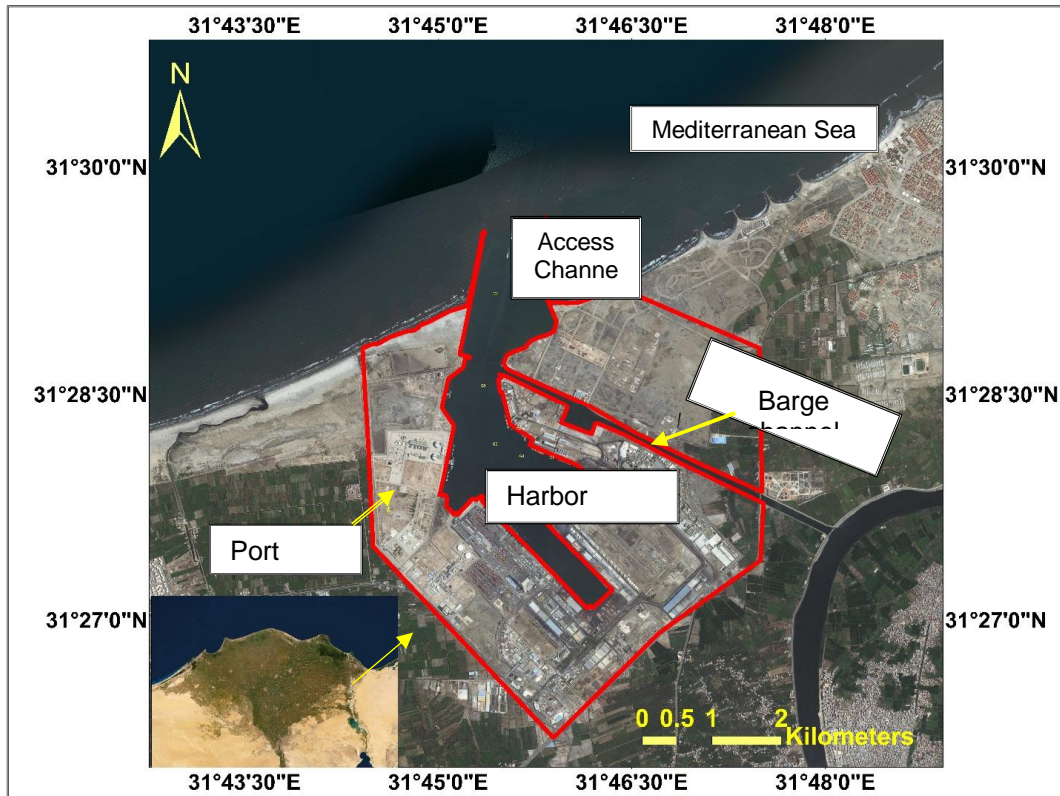 31°43'30"E 31°45'0"E 31°46'30"E 31°48'0"E
N
Mediterranean Sea
31°30'0"N 31°30'0"N
Access
Channe
31°28'30"N 31°28'30"N
Barge
channel
Harbor
Port
31°27'0"N 31°27'0"N
0 0.5 1 2
Kilometers
31°43'30"E 31°45'0"E 31°46'30"E 31°48'0"E